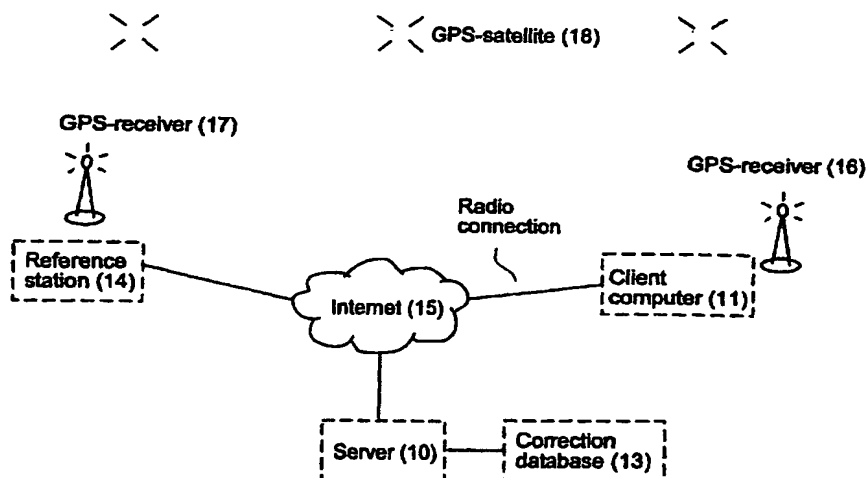 GPS-satellite (18)
GPS-receiver (17)
GPS-receiver (16)
Radio
connection
Reference
station (14)
Internet (15)
Client
computer (11)
Server (10)
Correction
database (13)